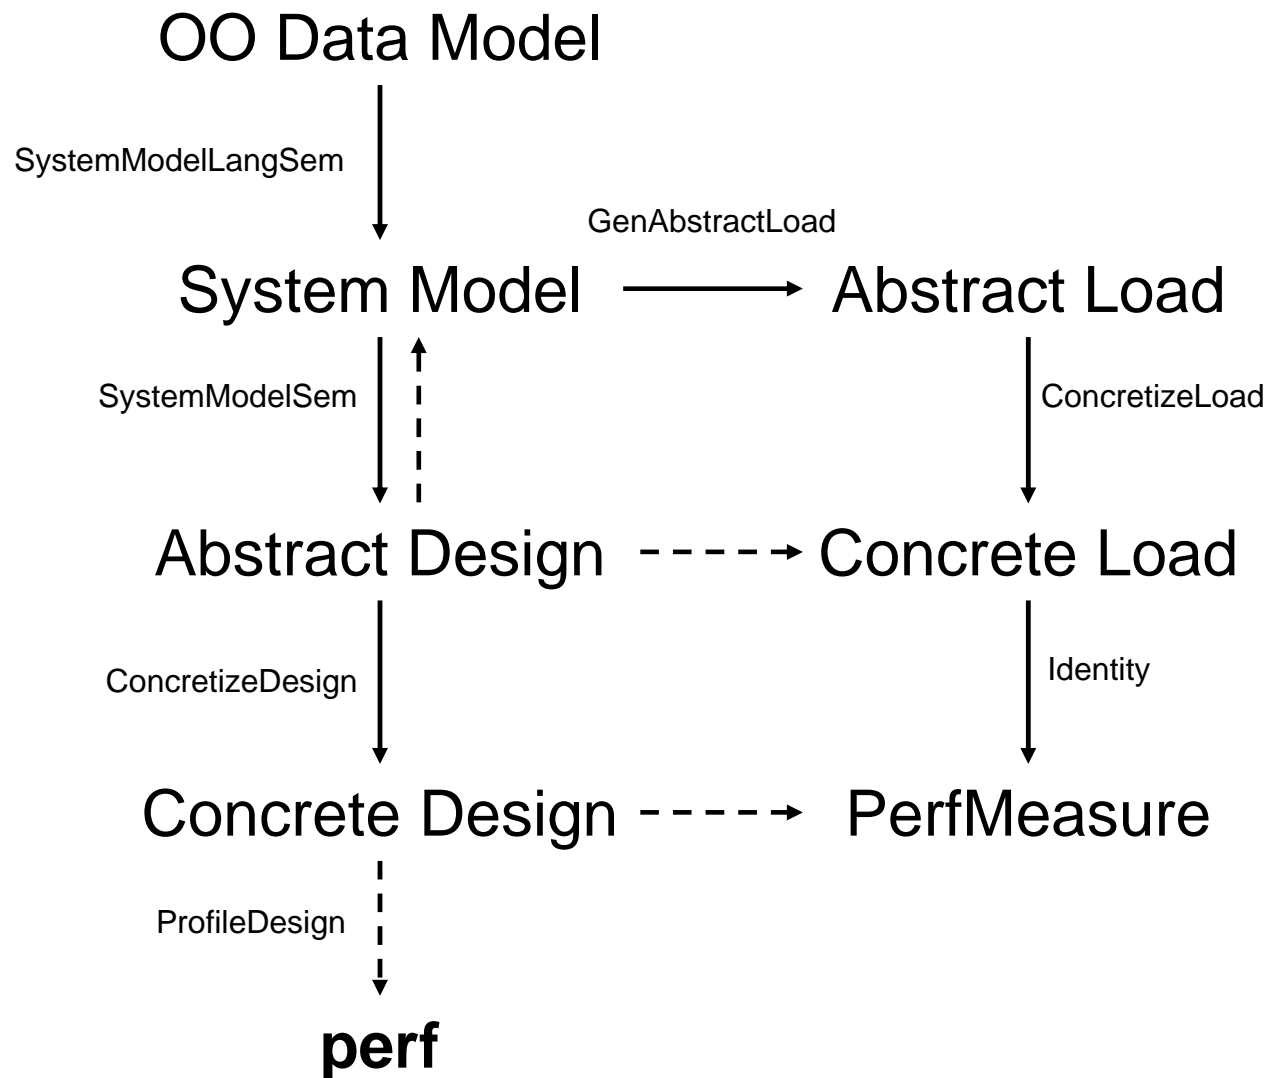 OO Data Model
SystemModelLangSem
GenAbstractLoad
System Model
Abstract Load
SystemModelSem
ConcretizeLoad
Abstract Design
Concrete Load
ConcretizeDesign
Identity
Concrete Design
PerfMeasure
ProfileDesign
perf